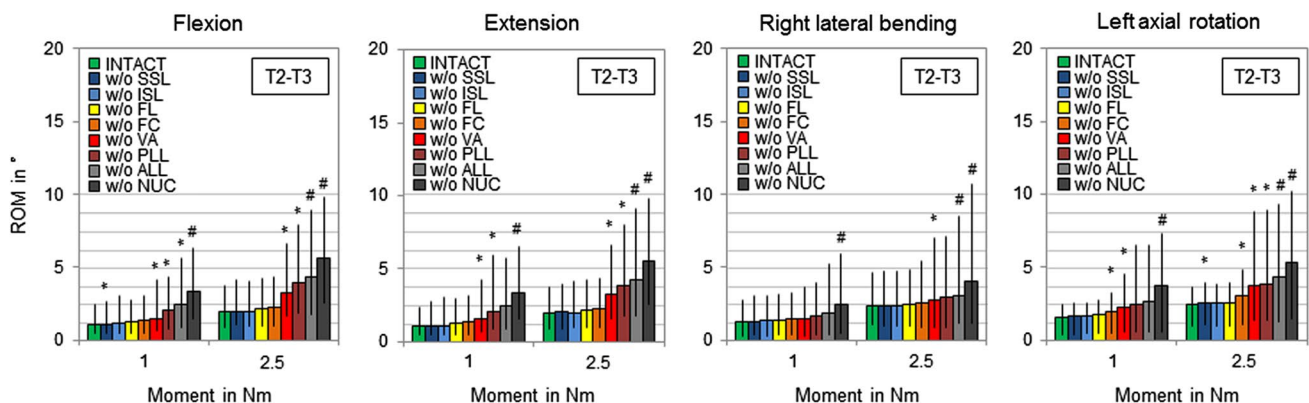 Flexion
20
INTACT
w/o SSL
w/o ISL
w/o FL
w/o FC
w/o VA
w/o PLL
w/o ALL
w/o NUC
T2-T3
15
10
5
0
ROM in °
* * * * #
* * # #
1 2.5
Moment in Nm
Extension
20
INTACT
w/o SSL
w/o ISL
w/o FL
w/o FC
w/o VA
w/o PLL
w/o ALL
w/o NUC
T2-T3
15
10
5
0
* * #
* * # #
1 2.5
Moment in Nm
Right lateral bending
20
INTACT
w/o SSL
w/o ISL
w/o FL
w/o FC
w/o VA
w/o PLL
w/o ALL
w/o NUC
T2-T3
15
10
5
0
#
* # #
1 2.5
Moment in Nm
Left axial rotation
20
INTACT
w/o SSL
w/o ISL
w/o FL
w/o FC
w/o VA
w/o PLL
w/o ALL
w/o NUC
T2-T3
15
10
5
0
* * #
* * * * # #
1 2.5
Moment in Nm